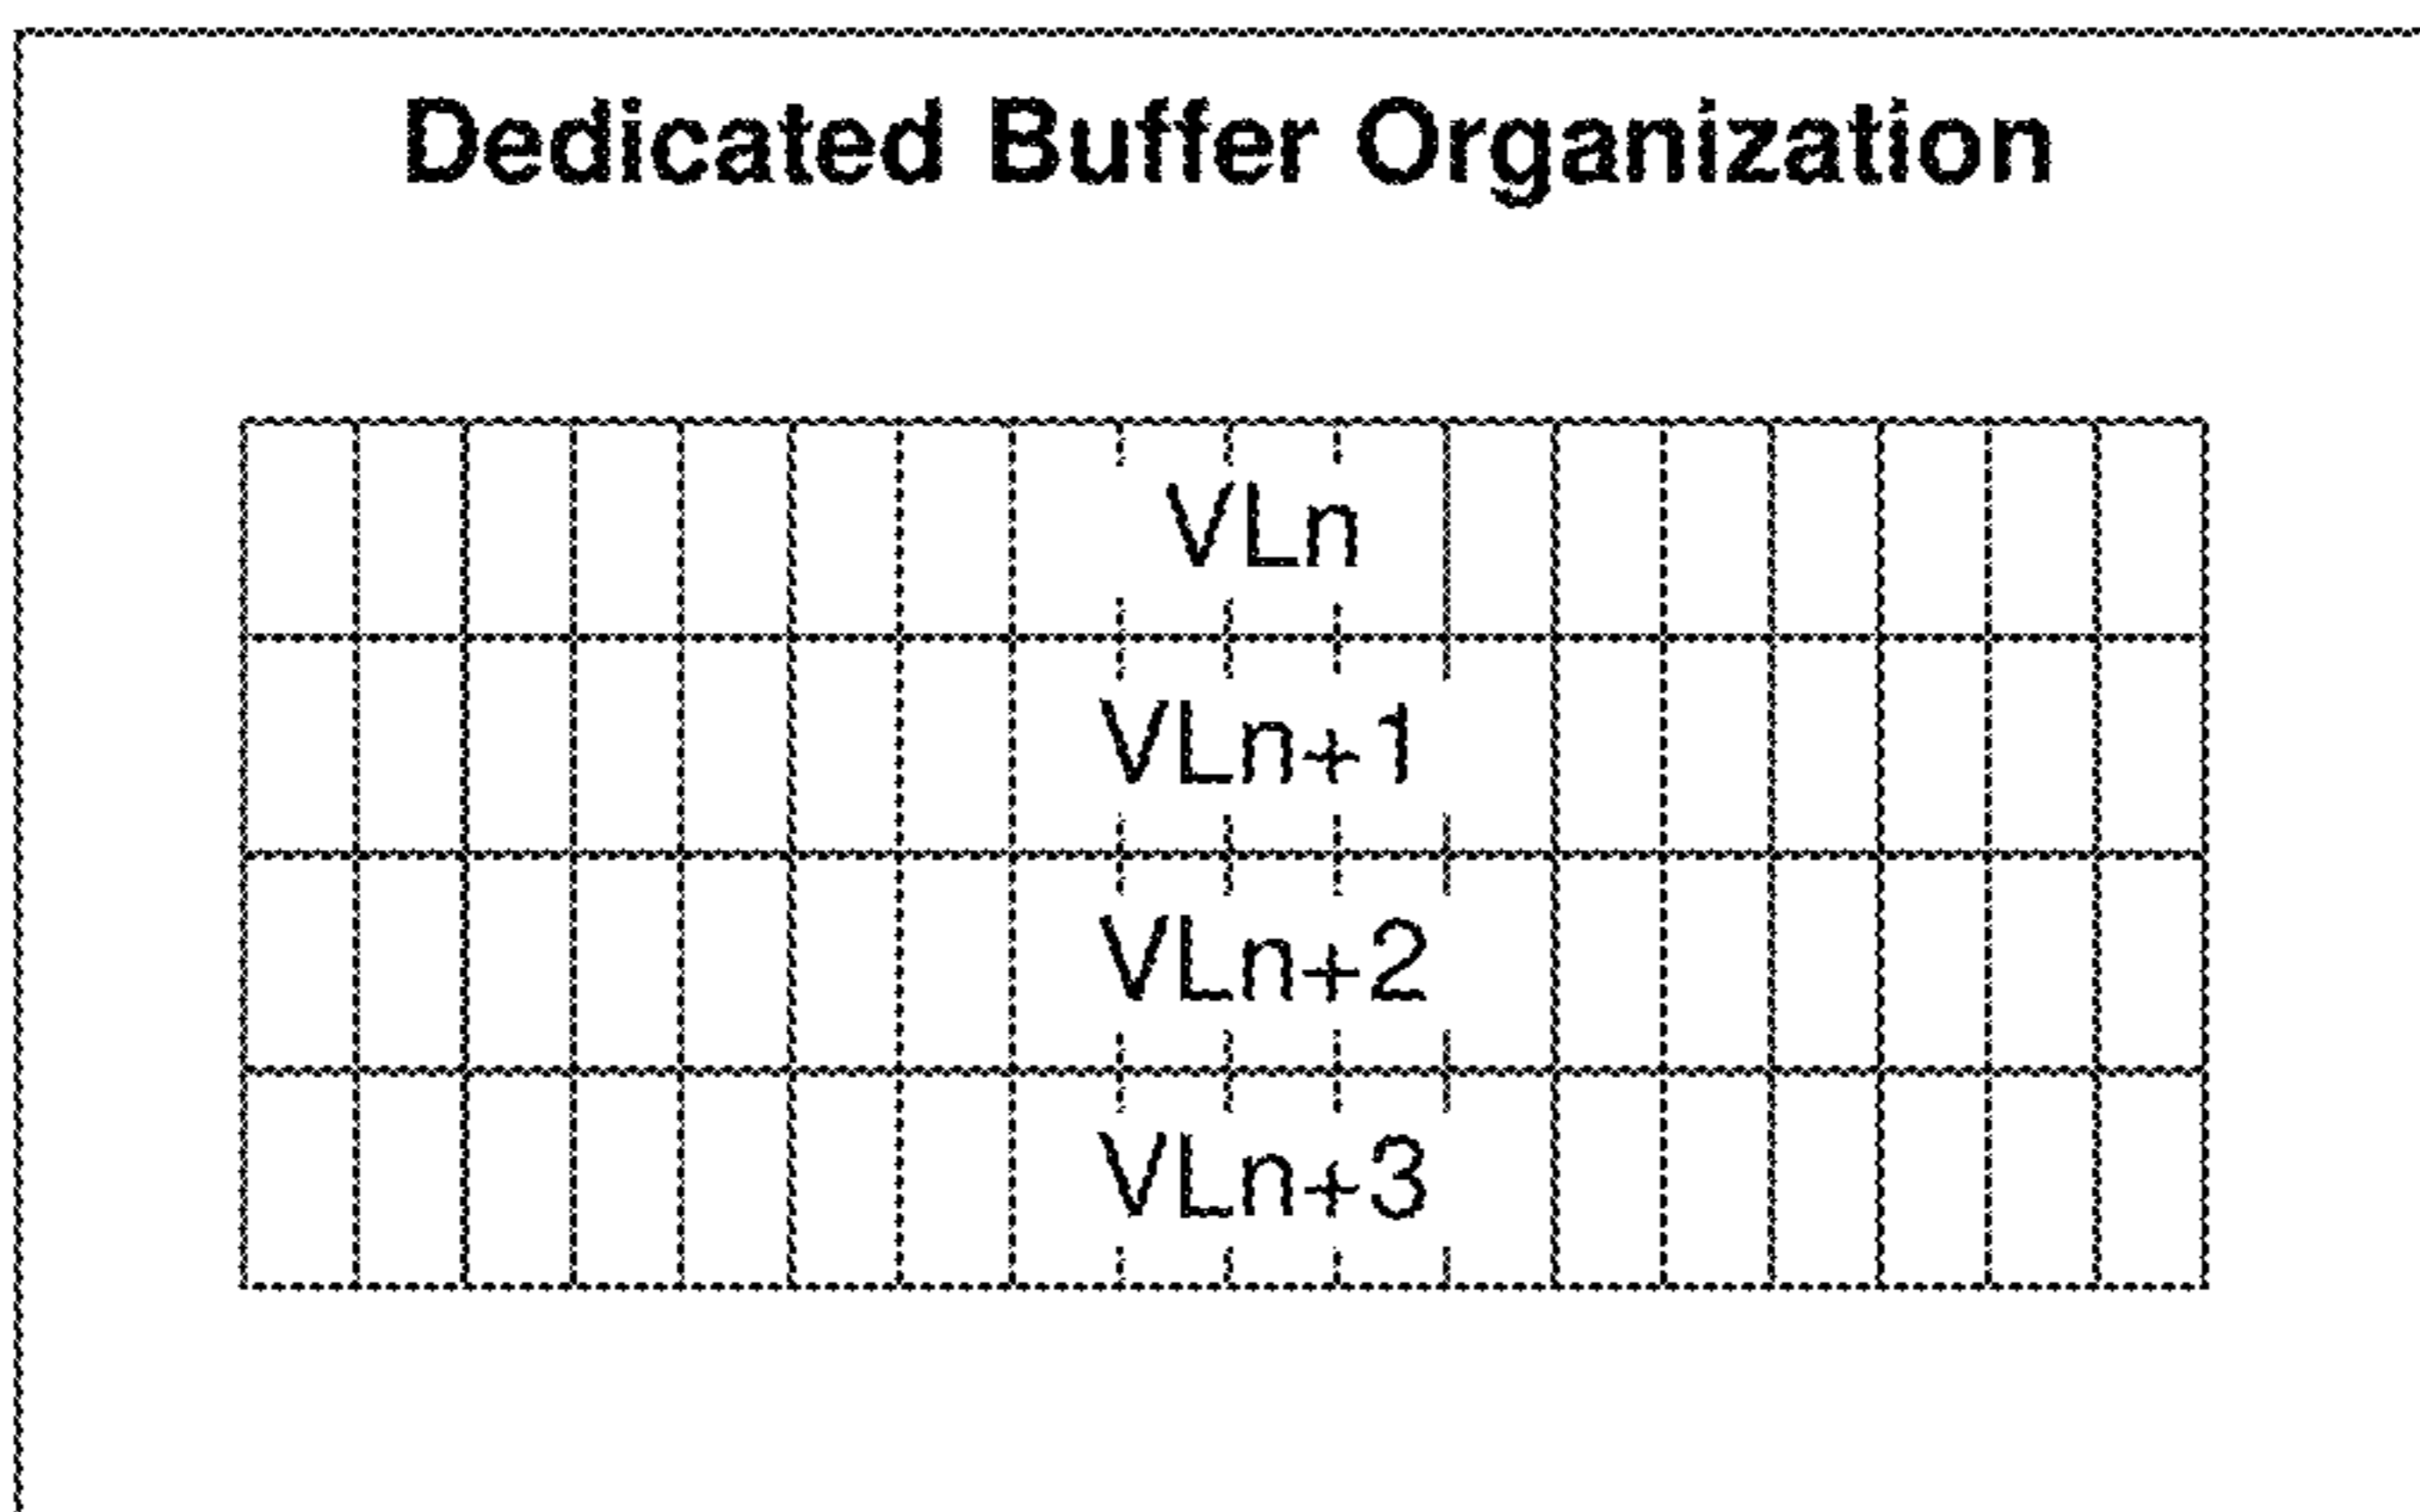 Dedicated Buffer Organization
VLn
VLn+1
VLn+2
VLn+3